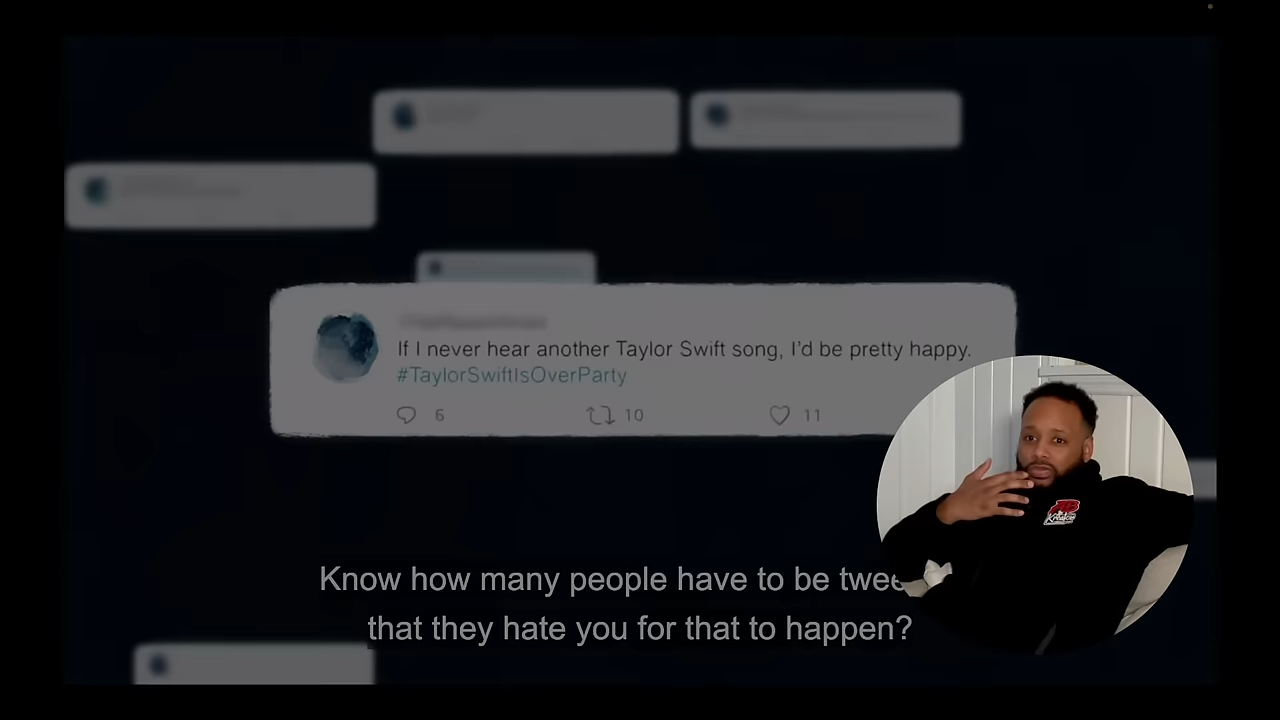 If I never hear another Taylor Swift song, I'd be pretty happy.
#TaylorSwiftIsOverParty
6 10 11
Know how many people have to be
that they hate you for that to happen?